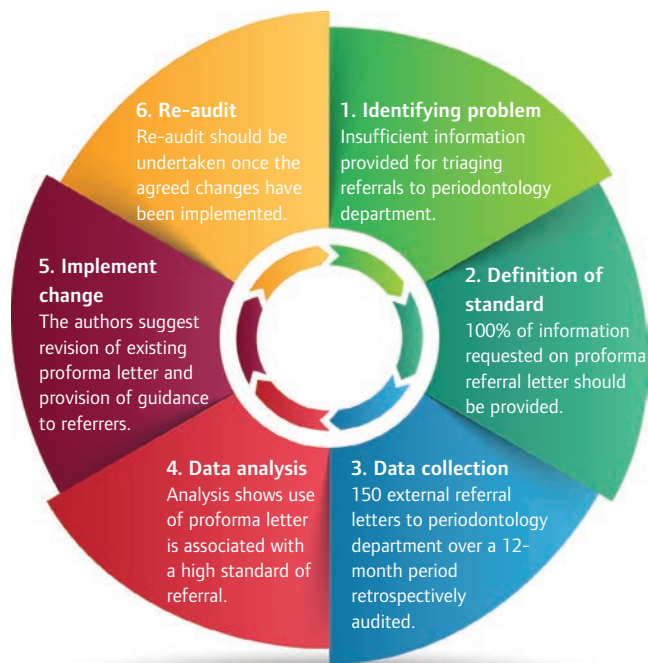 1. Identifying problem
Insufficient information
provided for triaging
referrals to periodontology
department.
2. Definition of
standard
100% of information
requested on proforma
referral letter should
be provided.
3. Data collection
150 external referral
letters to periodontology
department over a 12-
month period
retrospectively
audited.
4. Data analysis
Analysis shows use
of proforma letter
is associated with
a high standard of
referral.
5. Implement
change
The authors suggest
revision of existing
proforma letter and
provision of guidance
to referrers.
6. Re-audit
Re-audit should be
undertaken once the
agreed changes have
been implemented.